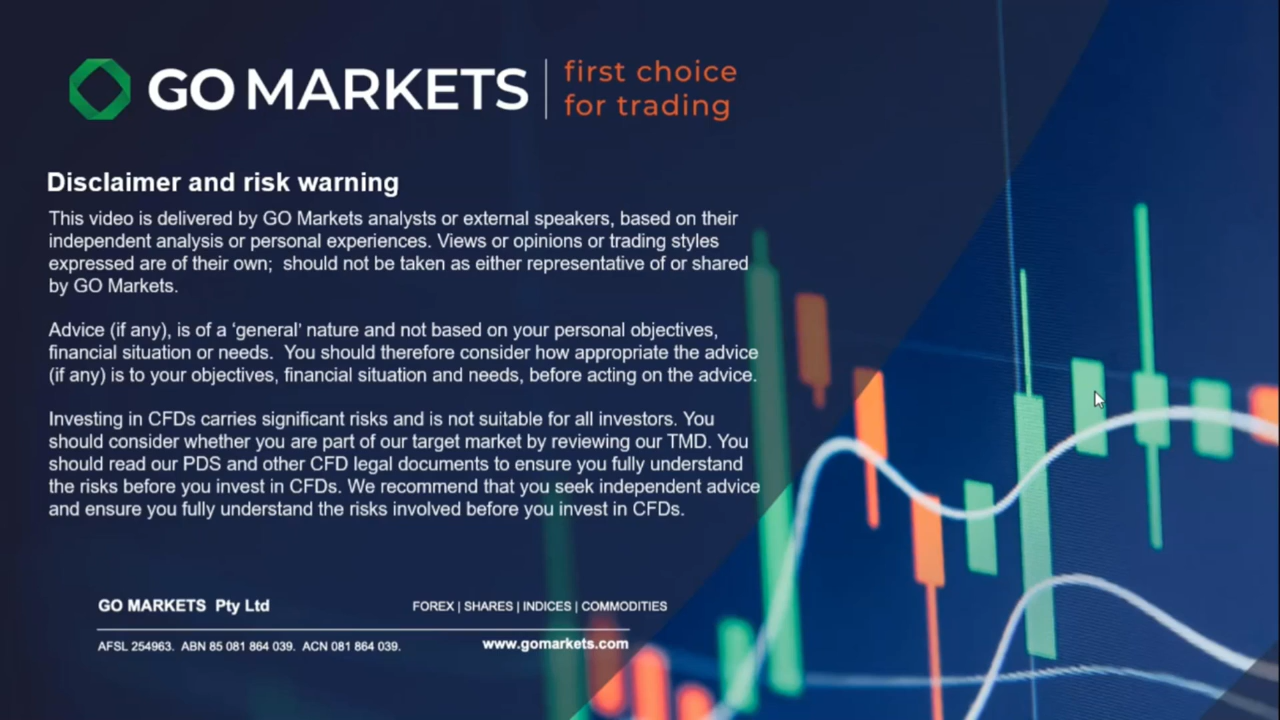 GO MARKETS
first choice
for trading
Disclaimer and risk warning
This video is delivered by GO Markets analysts or external speakers, based on their
independent analysis or personal experiences. Views or opinions or trading styles
expressed are of their own;  should not be taken as either representative of or shared
by GO Markets.
Advice (if any), is of a ‘general’ nature and not based on your personal objectives,
financial situation or needs.  You should therefore consider how appropriate the advice
(if any) is to your objectives, financial situation and needs, before acting on the advice.
Investing in CFDs carries significant risks and is not suitable for all investors. You
should consider whether you are part of our target market by reviewing our TMD. You
should read our PDS and other CFD legal documents to ensure you fully understand
the risks before you invest in CFDs. We recommend that you seek independent advice
and ensure you fully understand the risks involved before you invest in CFDs.
GO MARKETS  Pty Ltd
FOREX | SHARES | INDICES | COMMODITIES
AFSL 254963.  ABN 85 081 864 039.  ACN 081 864 039.
www.gomarkets.com